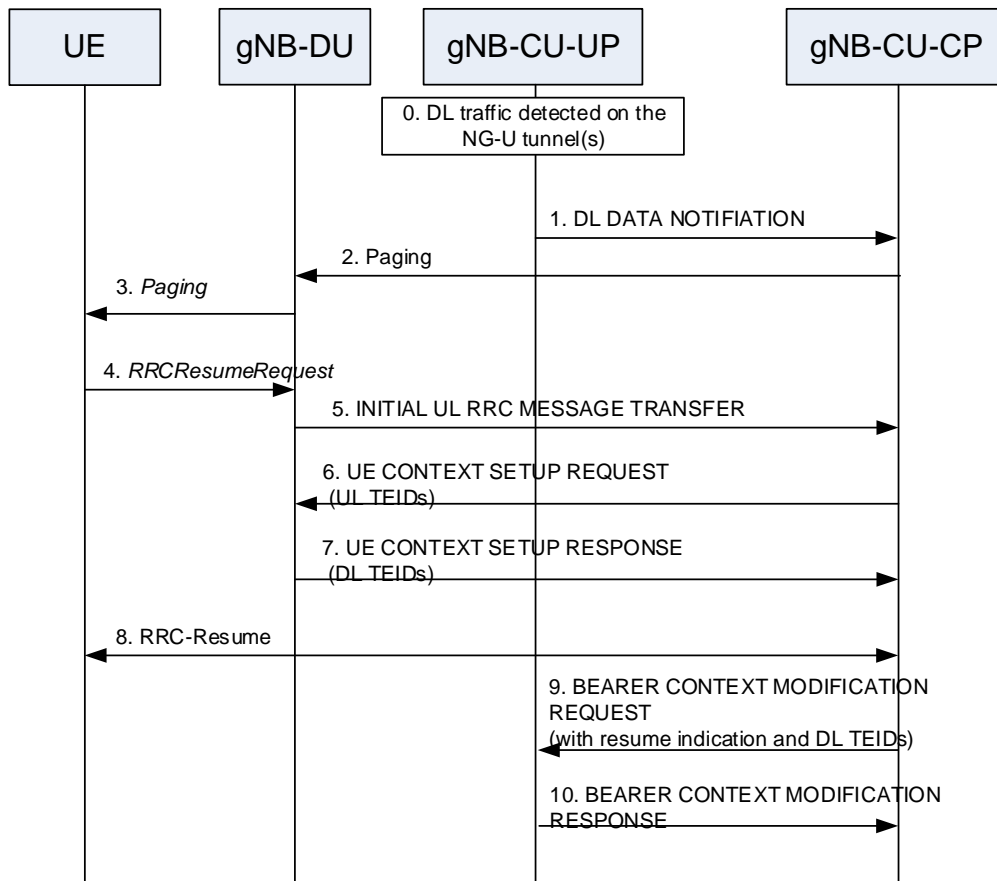 UE
gNB-DU
gNB-CU-UP
gNB-CU-CP
0. DL traffic detected on the
NG-U tunnel(s)
1. DL DATA NOTIFIATION
2. Paging
3. Paging
4. RRCResumeRequest
5. INITIAL UL RRC MESSAGE TRANSFER
6. UE CONTEXT SETUP REQUEST
(UL TEIDs)
7. UE CONTEXT SETUP RESPONSE
(DL TEIDs)
8. RRC-Resume
9. BEARER CONTEXT MODIFICATION
REQUEST
(with resume indication and DL TEIDs)
10. BEARER CONTEXT MODIFICATION
RESPONSE